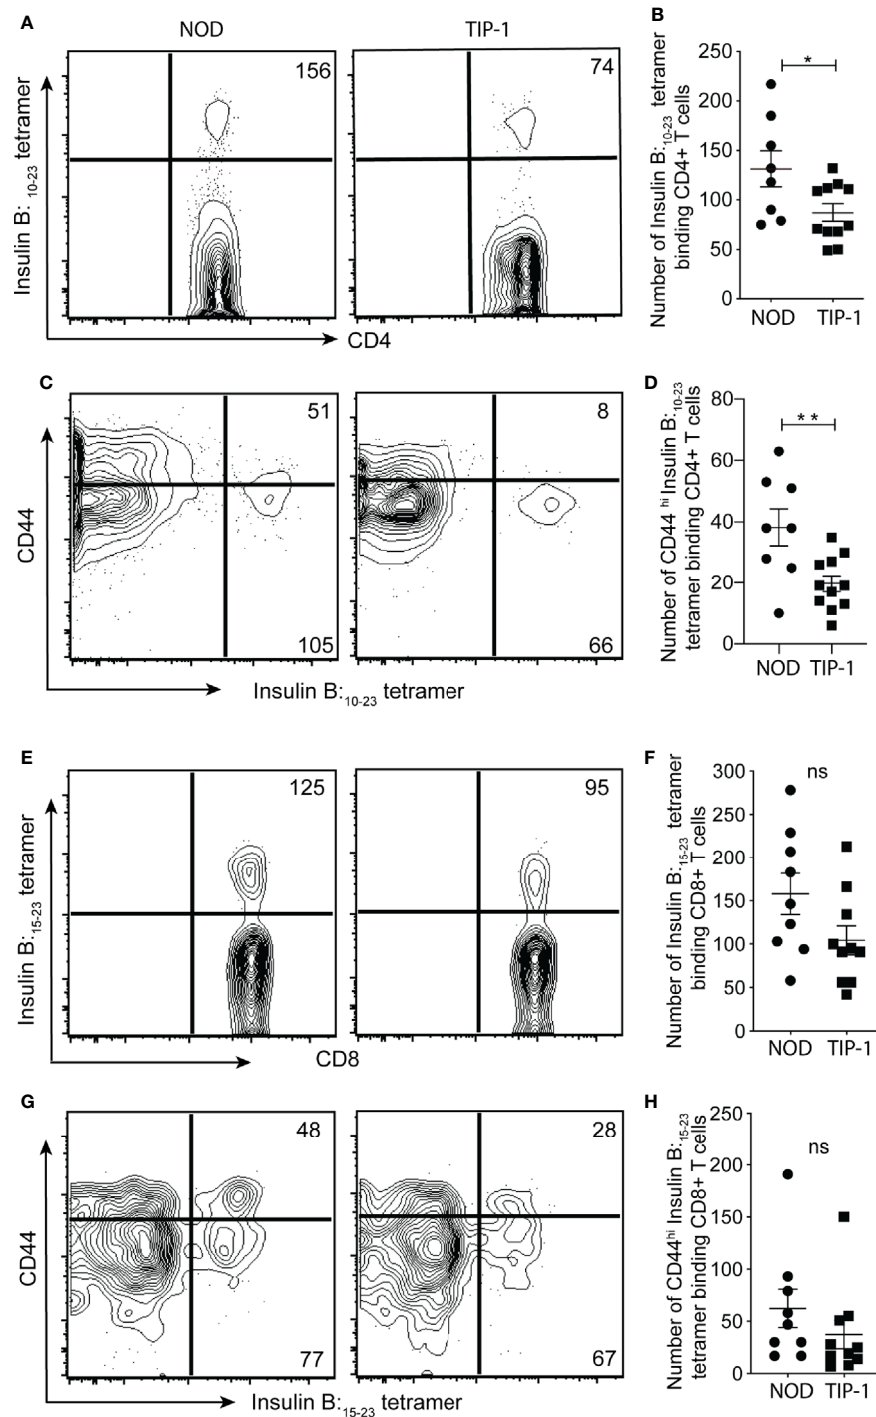 A
NOD
TIP-1
156
74
Insulin B:10-23 tetramer
CD4
B
Number of Insulin B:10-23 tetramer
binding CD4+ T cells
250
200
150
100
50
0
*
NOD
TIP-1
C
51
8
105
66
CD44
Insulin B:10-23 tetramer
D
Number of CD44 hi Insulin B:10-23
tetramer binding CD4+ T cells
80
60
40
20
0
**
NOD
TIP-1
E
125
95
Insulin B:15-23 tetramer
CD8
F
Number of Insulin B:15-23 tetramer
binding CD8+ T cells
300
250
200
150
100
50
0
ns
NOD
TIP-1
G
48
28
77
67
CD44
Insulin B:15-23 tetramer
H
Number of CD44hi Insulin B:15-23
tetramer binding CD8+ T cells
250
200
150
100
50
0
ns
NOD
TIP-1